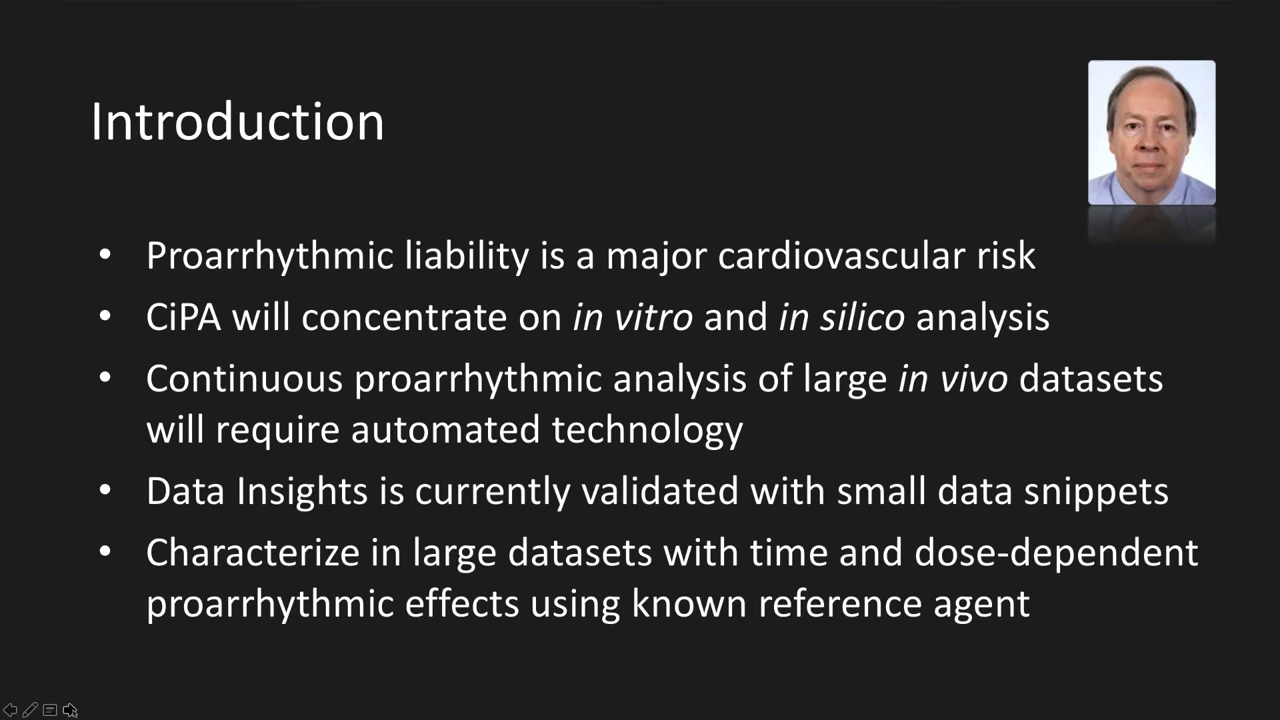 Introduction
• Proarrhythmic liability is a major cardiovascular risk
• CiPA will concentrate on in vitro and in silico analysis
• Continuous proarrhythmic analysis of large in vivo datasets
will require automated technology
• Data Insights is currently validated with small data snippets
• Characterize in large datasets with time and dose-dependent
proarrhythmic effects using known reference agent